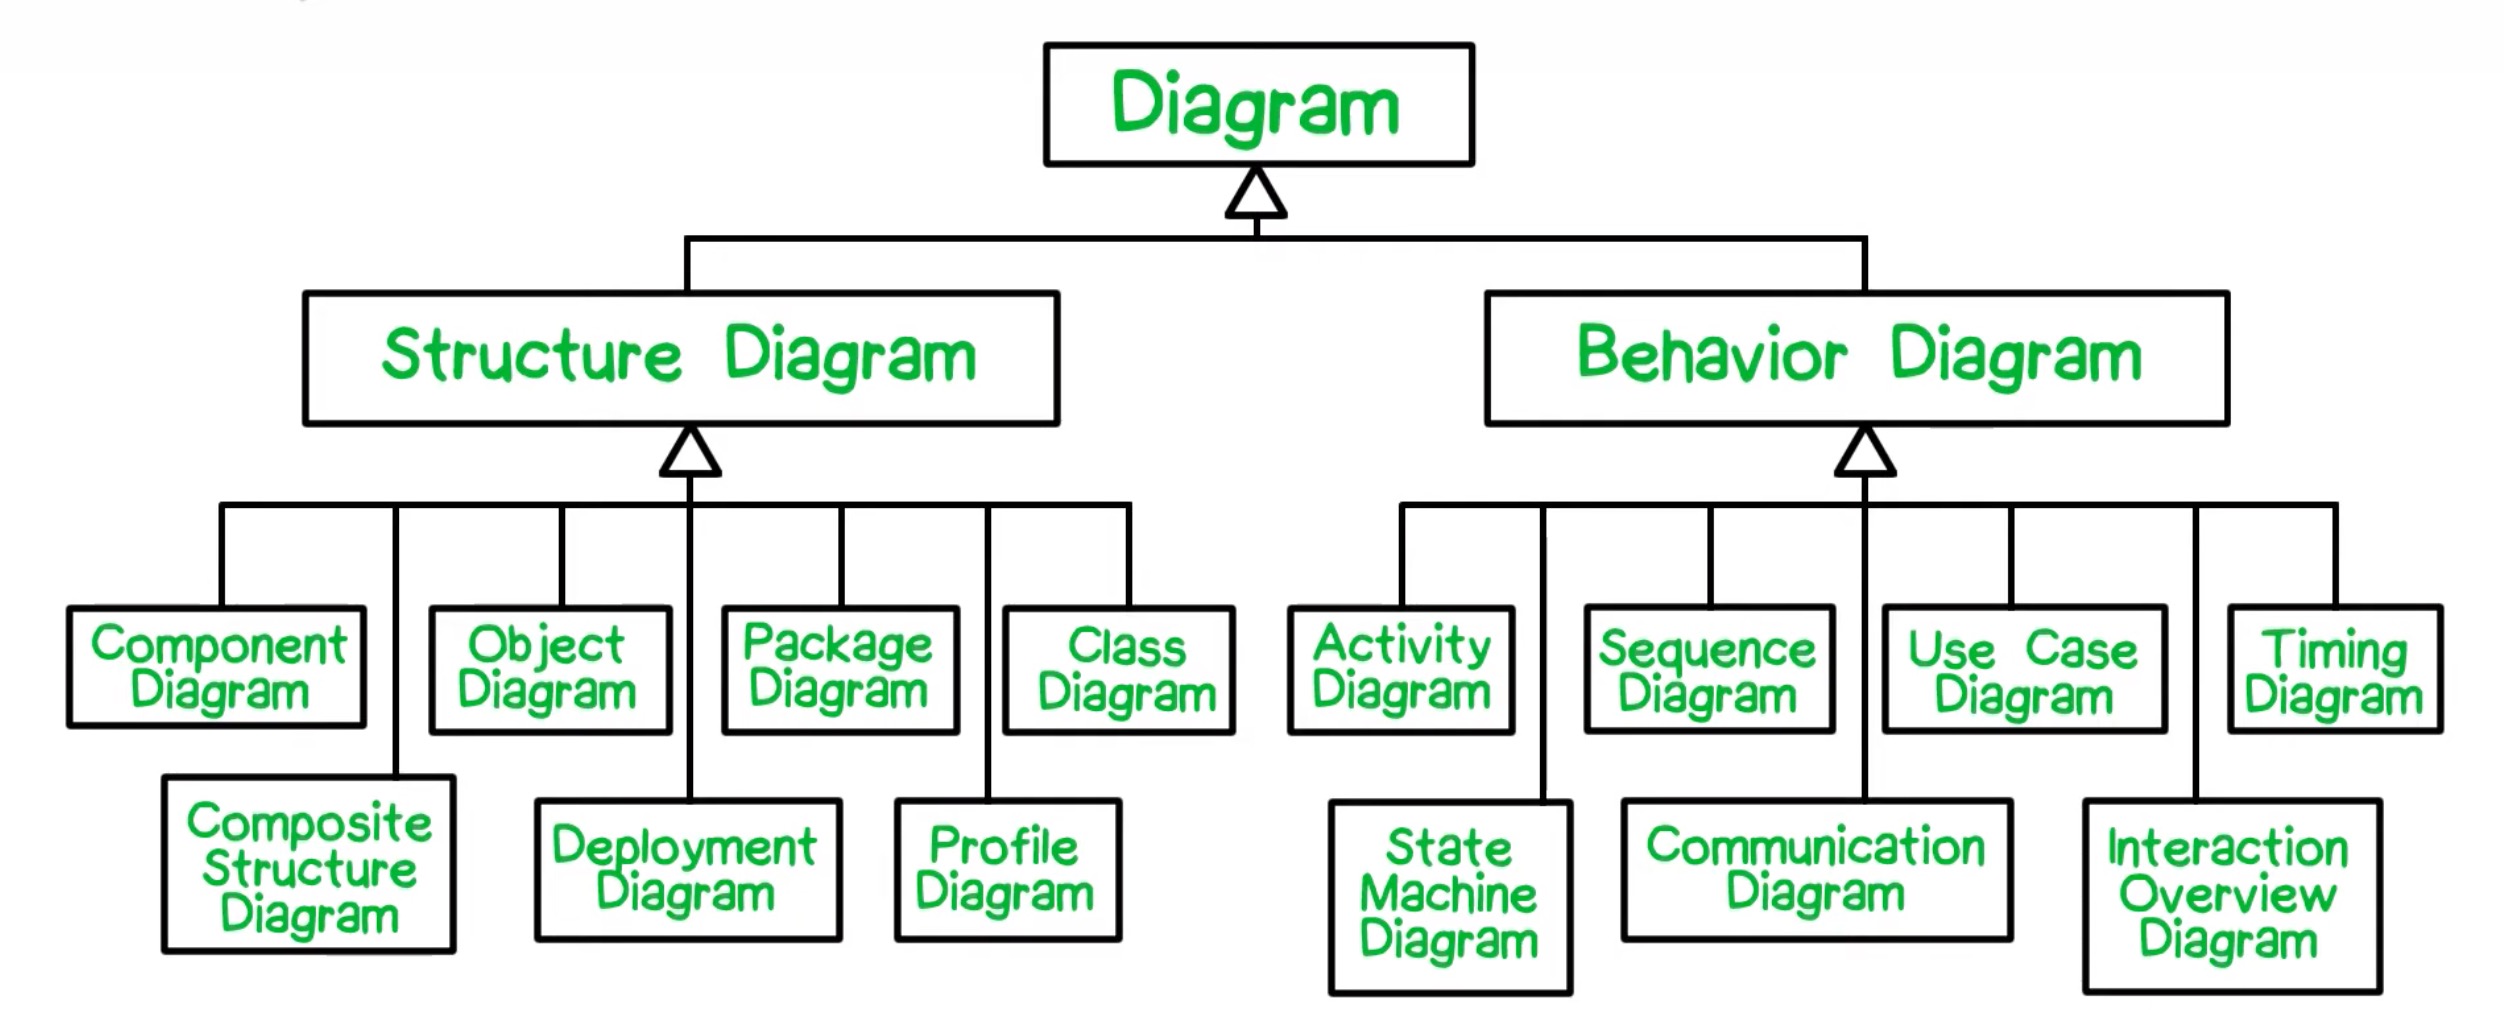 Diagram
Structure Diagram
Behavior Diagram
Component
Diagram
Object
Diagram
Package
Diagram
Class
Diagram
Activity
Diagram
Sequence
Diagram
Use Case
Diagram
Timing
Diagram
Composite
Structure
Diagram
Deployment
Diagram
Profile
Diagram
State
Machine
Diagram
Communication
Diagram
Interaction
Overview
Diagram